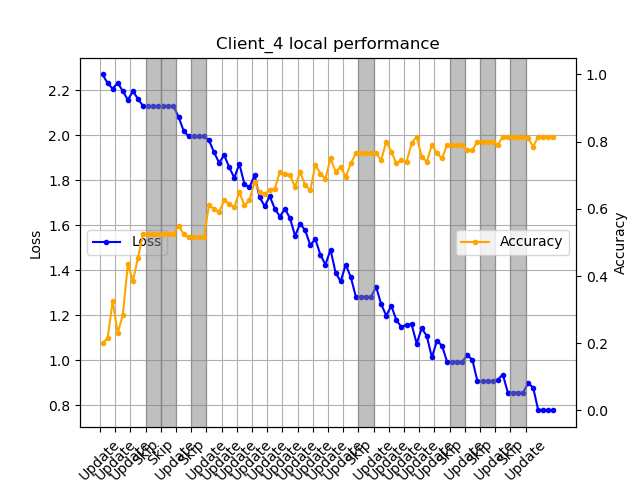 Client_4 local performance
Loss
2.2
2.0
1.8
1.6
1.4
1.2
1.0
0.8
Loss
Accuracy
1.0
0.8
0.6
0.4
0.2
0.0
Accuracy
Update
Update
Update
Skip
Skip
Update
Skip
Update
Update
Update
Update
Update
Update
Update
Update
Update
Update
Skip
Update
Update
Update
Update
Update
Skip
Update
Skip
Update
Skip
Update